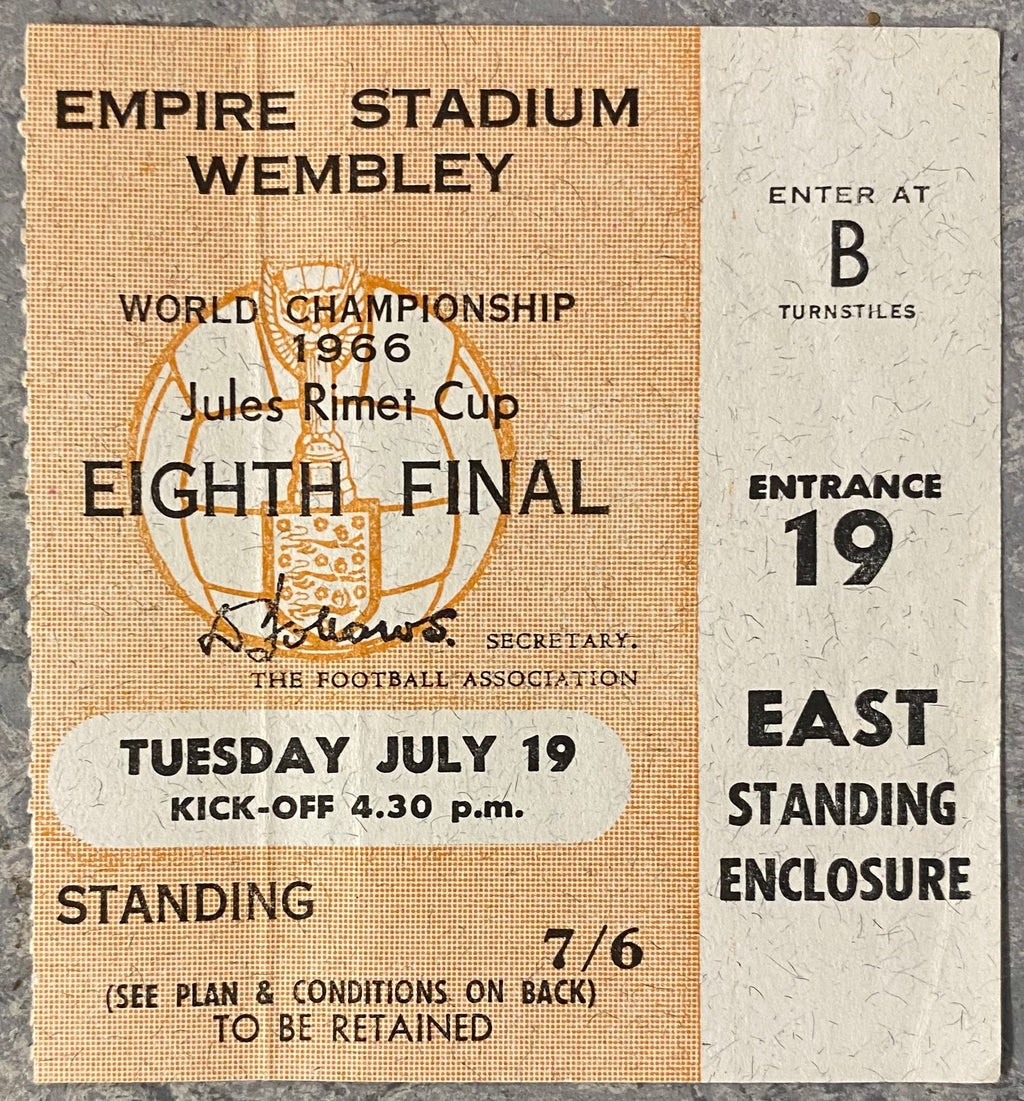 EMPIRE STADIUM
WEMBLEY
WORLD CHAMPIONSHIP
1966
Jules Rimet Cup
EIGHTH FINAL
D Follows. SECRETARY.
THE FOOTBALL ASSOCIATION
TUESDAY JULY 19
KICK-OFF 4.30 p.m.
STANDING
7/6
(SEE PLAN & CONDITIONS ON BACK)
TO BE RETAINED
ENTER AT
B
TURNSTILES
ENTRANCE
19
EAST
STANDING
ENCLOSURE